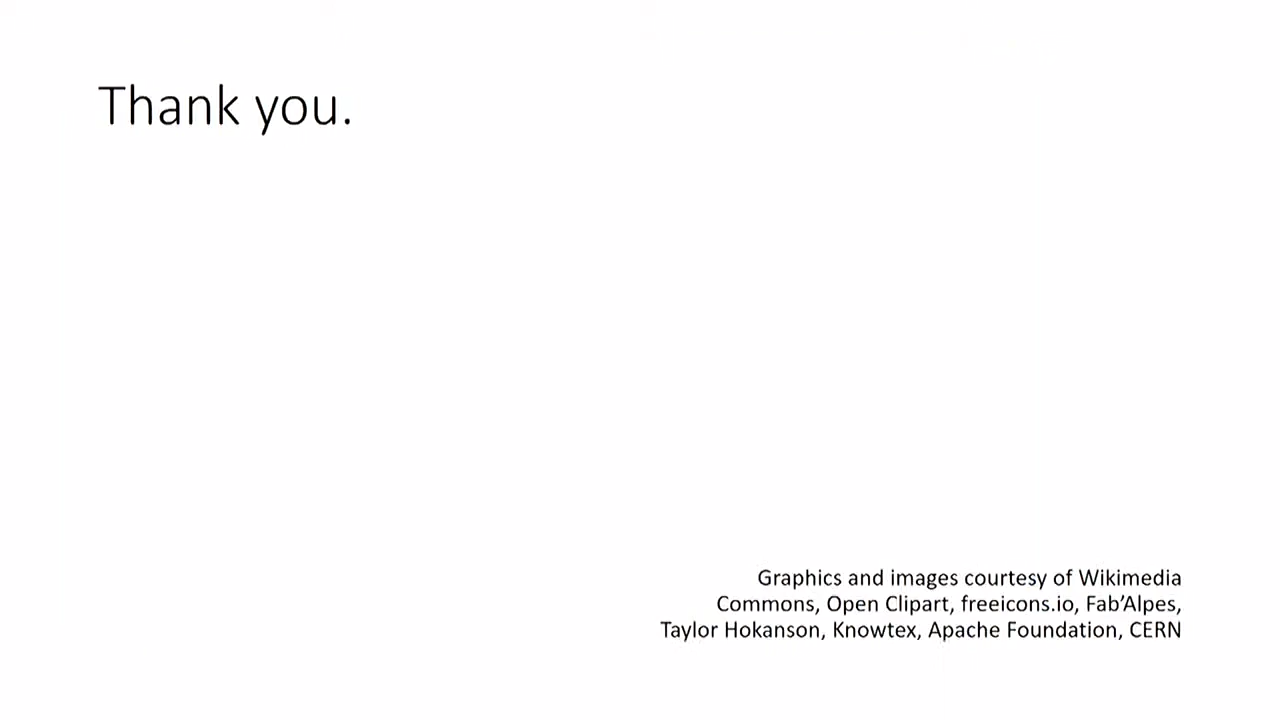 Thank you.
Graphics and images courtesy of Wikimedia
Commons, Open Clipart, freeicons.io, Fab’Alpes,
Taylor Hokanson, Knowtex, Apache Foundation, CERN